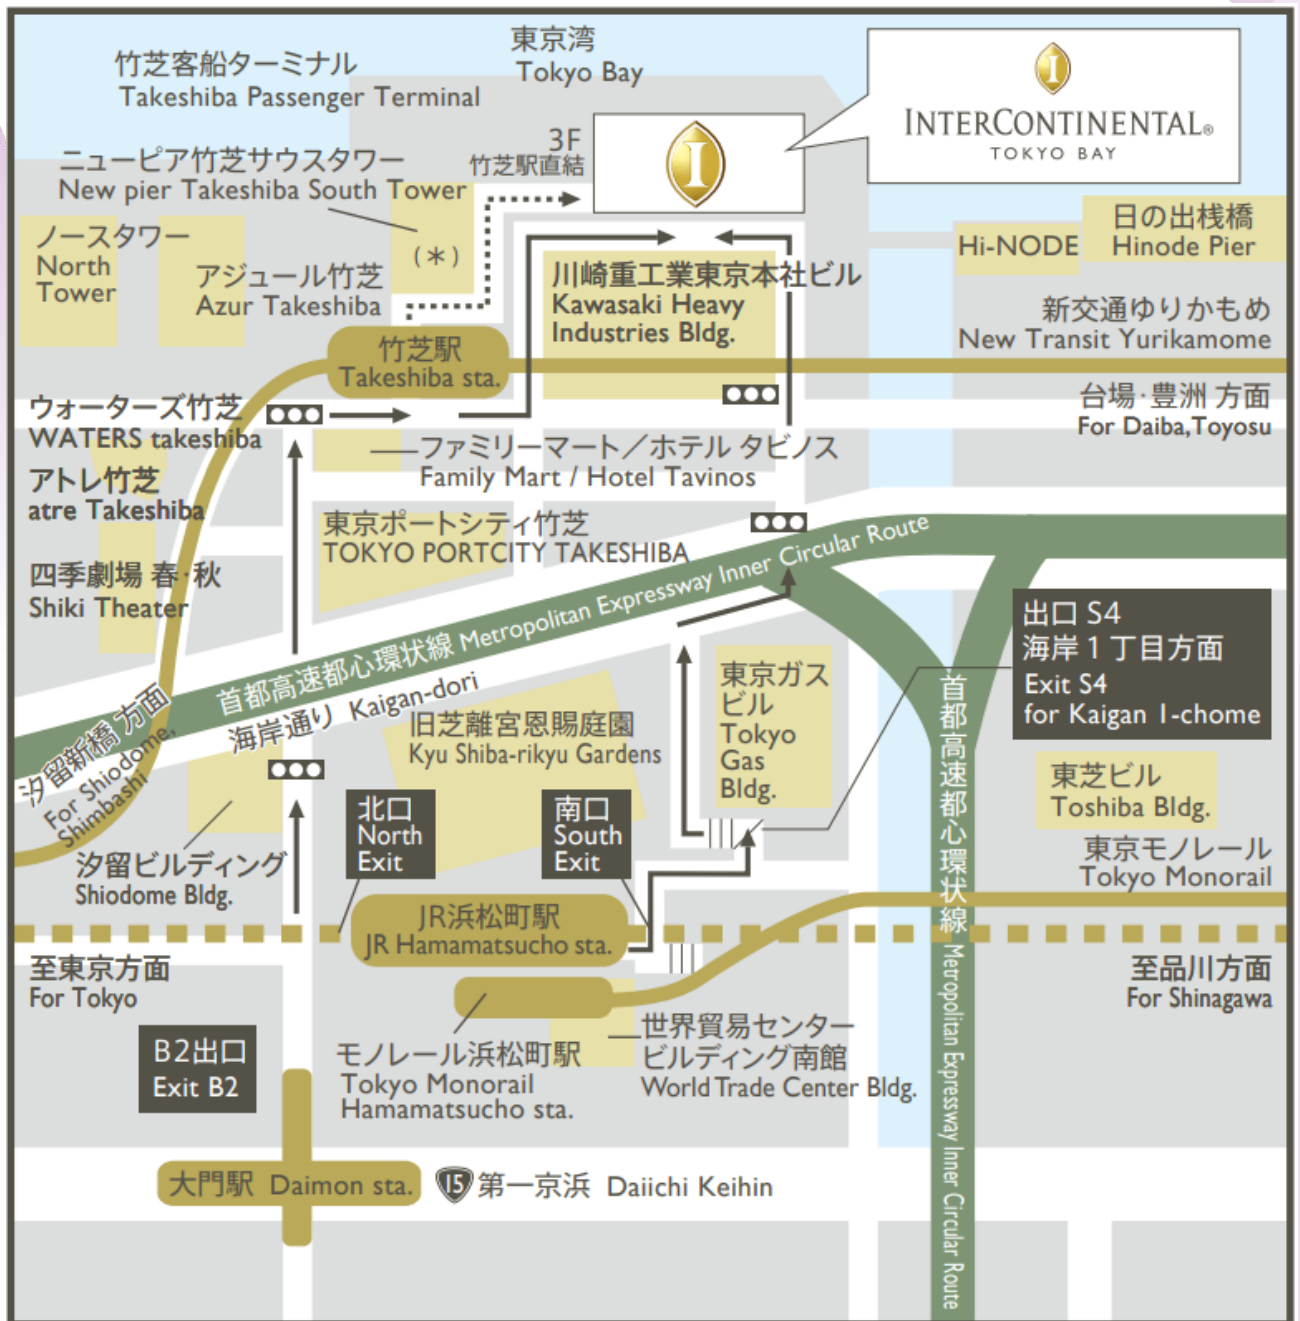 東京湾
Tokyo Bay
竹芝客船ターミナル
Takeshiba Passenger Terminal
I
INTERCONTINENTAL®
TOKYO BAY
3F
竹芝駅直結
I
ニューピア竹芝サウスタワー
New pier Takeshiba South Tower
(＊)
ノースタワー
North
Tower
アジュール竹芝
Azur Takeshiba
川崎重工業東京本社ビル
Kawasaki Heavy
Industries Bldg.
Hi-NODE
日の出桟橋
Hinode Pier
新交通ゆりかもめ
New Transit Yurikamome
竹芝駅
Takeshiba sta.
台場·豊洲 方面
For Daiba,Toyosu
ウォーターズ竹芝
WATERS takeshiba
アトレ竹芝
atre Takeshiba
ファミリーマート／ホテル タビノス
Family Mart / Hotel Tavinos
東京ポートシティ竹芝
TOKYO PORTCITY TAKESHIBA
四季劇場 春·秋
Shiki Theater
首都高速都心環状線 Metropolitan Expressway Inner Circular Route
海岸通り Kaigan-dori
汐留新橋 方面
For Shiodome,
Shimbashi
旧芝離宮恩賜庭園
Kyu Shiba-rikyu Gardens
東京ガス
ビル
Tokyo
Gas
Bldg.
出口 S4
海岸１丁目方面
Exit S4
for Kaigan 1-chome
首都高速都心環状線 Metropolitan Expressway Inner Circular Route
東芝ビル
Toshiba Bldg.
北口
North
Exit
南口
South
Exit
汐留ビルディング
Shiodome Bldg.
東京モノレール
Tokyo Monorail
JR浜松町駅
JR Hamamatsucho sta.
至東京方面
For Tokyo
至品川方面
For Shinagawa
B2出口
Exit B2
モノレール浜松町駅
Tokyo Monorail
Hamamatsucho sta.
世界貿易センター
ビルディング南館
World Trade Center Bldg.
大門駅 Daimon sta.
15 第一京浜 Daiichi Keihin